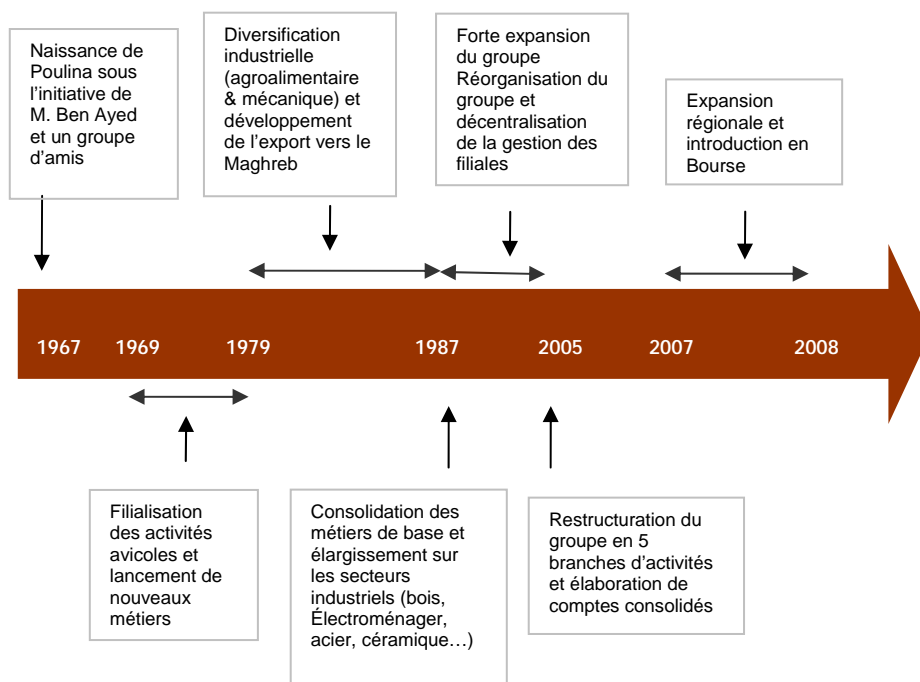 Naissance de
Poulina sous
l'initiative de
M. Ben Ayed
et un groupe
d'amis
Diversification
industrielle
(agroalimentaire
& mécanique) et
développement
de l'export vers le
Maghreb
Forte expansion
du groupe
Réorganisation du
groupe et
décentralisation
de la gestion des
filiales
Expansion
régionale et
introduction en
Bourse
1967 1969 1979 1987 2005 2007 2008
Filialisation
des activités
avicoles et
lancement de
nouveaux
métiers
Consolidation des
métiers de base et
élargissement sur
les secteurs
industriels (bois,
Électroménager,
acier, céramique…)
Restructuration du
groupe en 5
branches d'activités
et élaboration de
comptes consolidés